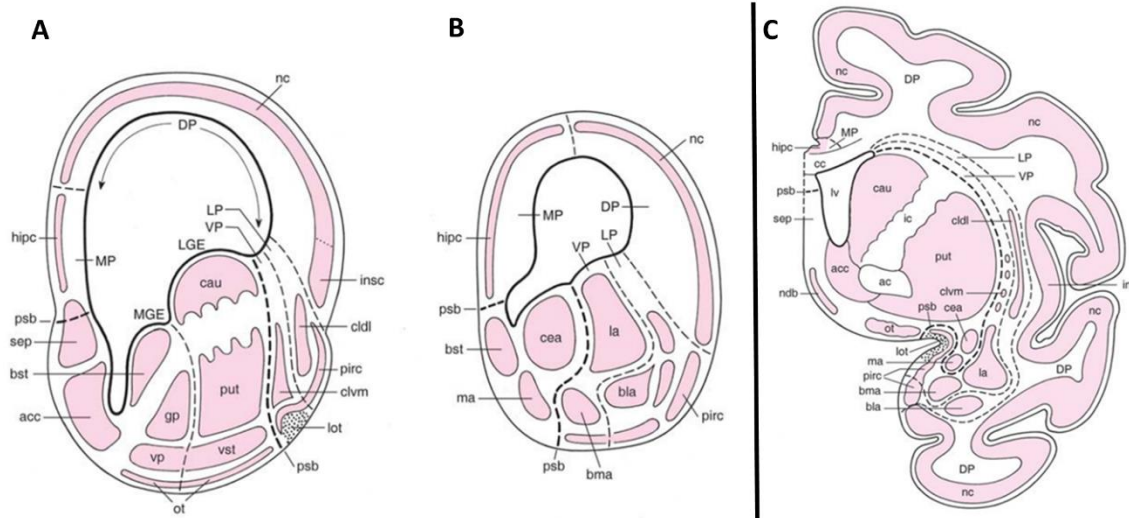 A
nc
DP
LP
VP
LGE
hipc
MP
cau
insc
MGE
psb
sep
cldl
bst
pirc
put
clvm
acc
gp
lot
vp
vst
psb
ot
B
nc
MP
DP
LP
VP
hipc
psb
cea
la
bst
ma
bla
pirc
psb
bma
C
nc
DP
nc
hipc
MP
LP
cc
VP
psb
lv
cau
sep
ic
cldl
put
acc
ac
clvm
ndb
psb
cea
nc
ot
lot
ma
la
pirc
DP
bma
bla
DP
nc